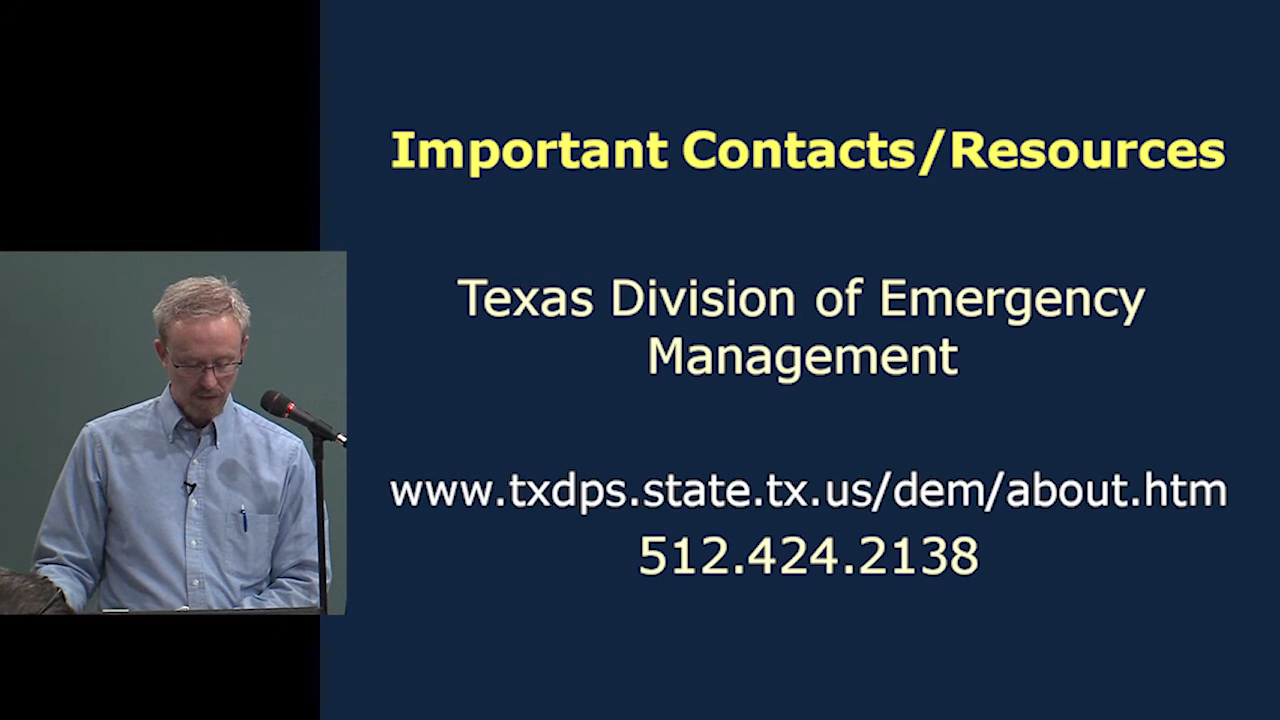 Important Contacts/Resources
Texas Division of Emergency
Management
www.txdps.state.tx.us/dem/about.htm
512.424.2138